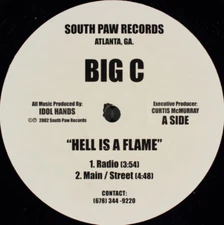 SOUTH PAW RECORDS
ATLANTA, GA.
BIG C
All Music Produced By:
IDOL HANDS
©℗ 2002 South Paw Records
Executive Producer:
CURTIS McMURRAY
A SIDE
"HELL IS A FLAME"
1. Radio (3:54)
2. Main / Street (4:48)
CONTACT:
(678) 344 -9220